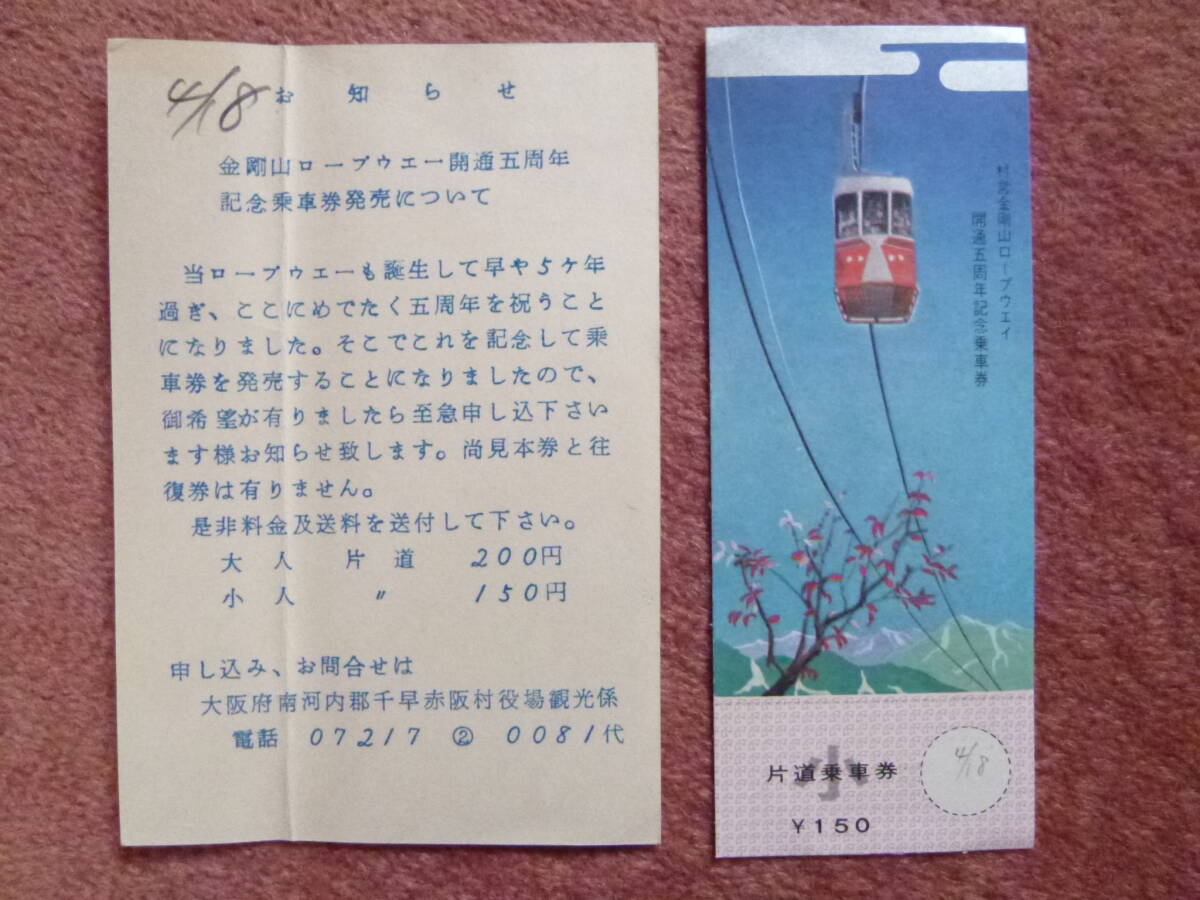 4/18
お知らせ
金剛山ロープウエー開通五周年
記念乗車券発売について
当ロープウエーも誕生して早や5ケ年
過ぎ、ここにめでたく五周年を祝うこと
になりました。そこでこれを記念して乗
車券を発売することになりましたので、
御希望が有りましたら至急申し込下さい
ます様お知らせ致します。尚見本券と往
復券は有りません。
是非料金及送料を送付して下さい。
大人 片道 200円
小人 〃 150円
申し込み、お問合せは
大阪府南河内郡千早赤阪村役場観光係
電話 07217 ② 0081代
村営金剛山ロープウエイ
開通五周年記念乗車券
小
片道乗車券
¥150
4/18